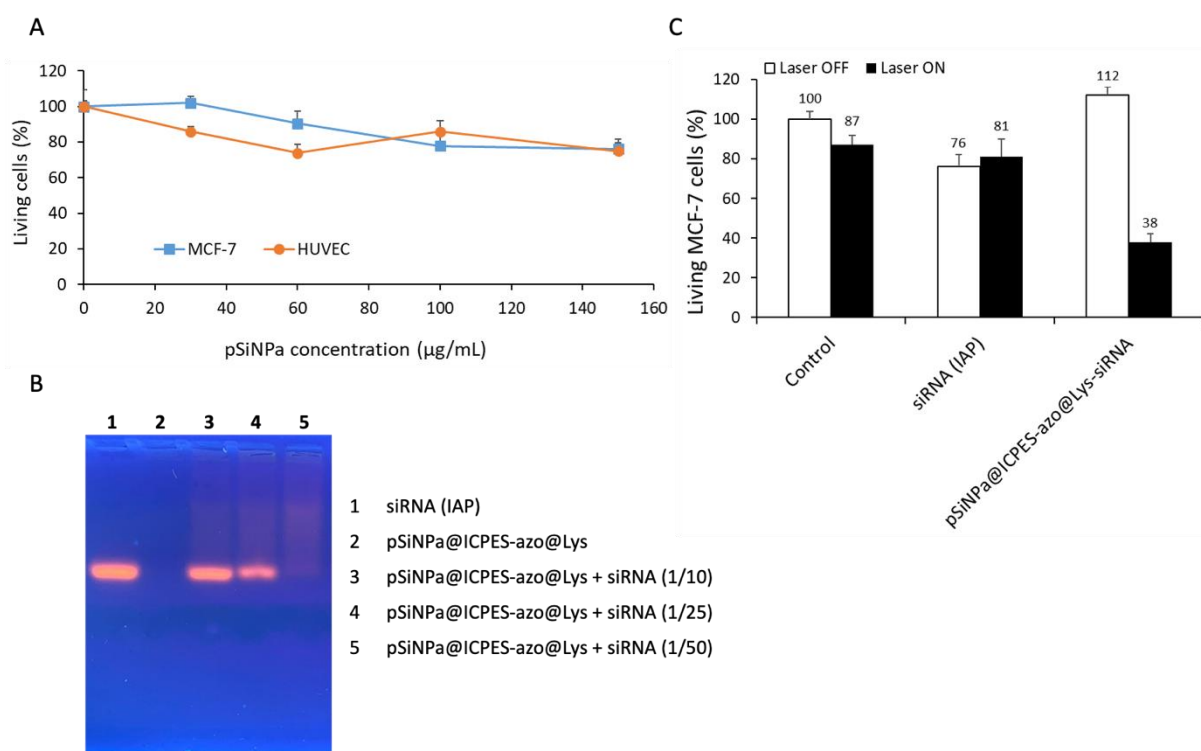 A
120
100
80
60
40
20
0
Living cells (%)
MCF-7 HUVEC
0 20 40 60 80 100 120 140 160
pSiNPa concentration (µg/mL)
B
1 2 3 4 5
1 siRNA (IAP)
2 pSiNPa@ICPES-azo@Lys
3 pSiNPa@ICPES-azo@Lys + siRNA (1/10)
4 pSiNPa@ICPES-azo@Lys + siRNA (1/25)
5 pSiNPa@ICPES-azo@Lys + siRNA (1/50)
C
Laser OFF Laser ON
120
100
80
60
40
20
0
Living MCF-7 cells (%)
100 87 76 81 112 38
Control
siRNA (IAP)
pSiNPa@ICPES-azo@Lys-siRNA